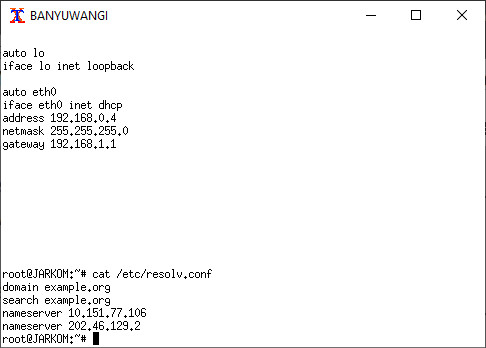 BANYUWANGI
auto lo
iface lo inet loopback
auto eth0
iface eth0 inet dhcp
address 192.168.0.4
netmask 255.255.255.0
gateway 192.168.1.1
root@JARKOM:~# cat /etc/resolv.conf
domain example.org
search example.org
nameserver 10.151.77.106
nameserver 202.46.129.2
root@JARKOM:~#